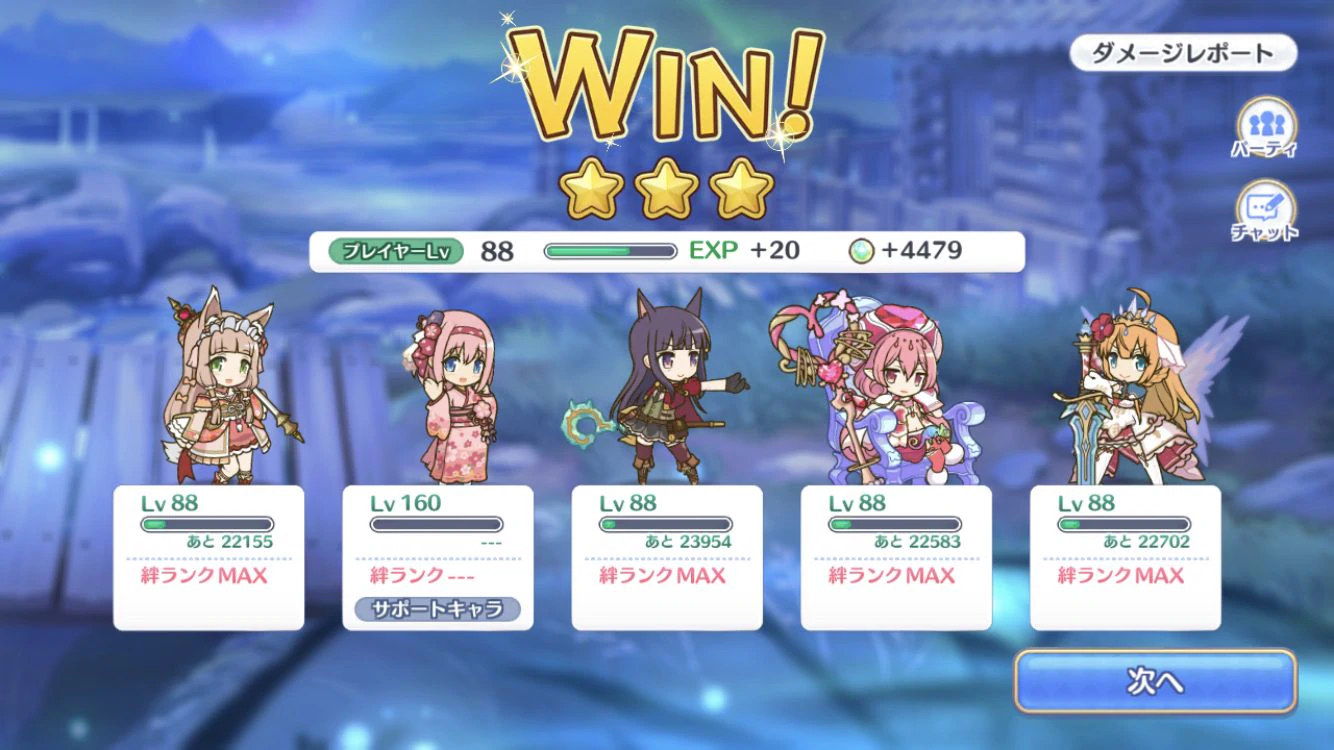 WIN!
ダメージレポート
パーティ
チャット
プレイヤーLv 88 EXP +20 +4479
Lv 88
あと 22155
絆ランクMAX
Lv 160
---
絆ランク---
サポートキャラ
Lv 88
あと 23954
絆ランクMAX
Lv 88
あと 22583
絆ランクMAX
Lv 88
あと 22702
絆ランクMAX
次へ